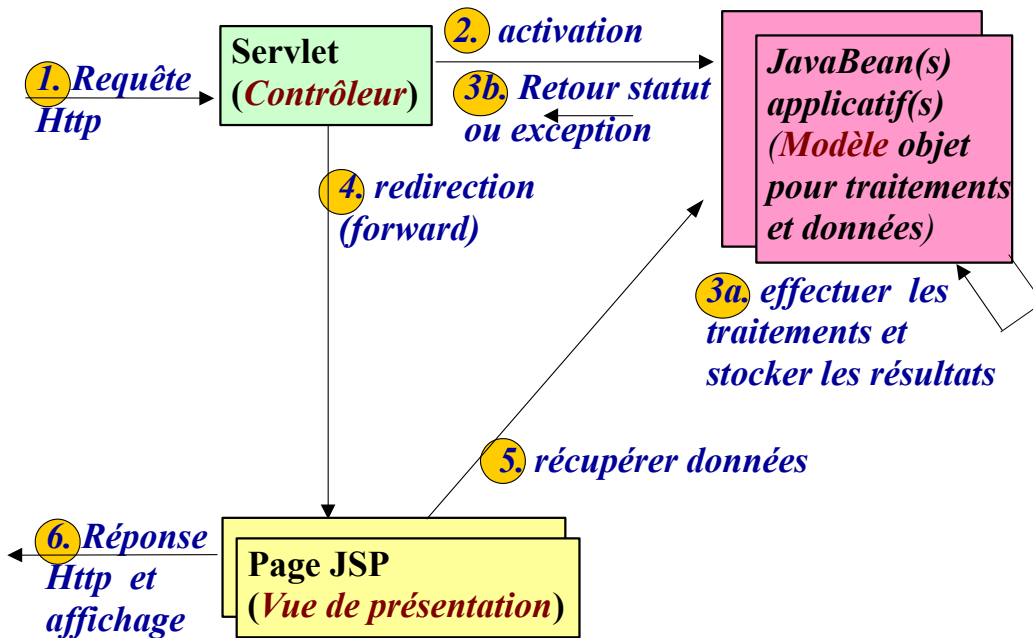 1. Requête
Http
Servlet
(Contrôleur)
2. activation
3b. Retour statut
ou exception
JavaBean(s)
applicatif(s)
(Modèle objet
pour traitements
et données)
3a. effectuer les
traitements et
stocker les résultats
4. redirection
(forward)
5. récupérer données
6. Réponse
Http et
affichage
Page JSP
(Vue de présentation)